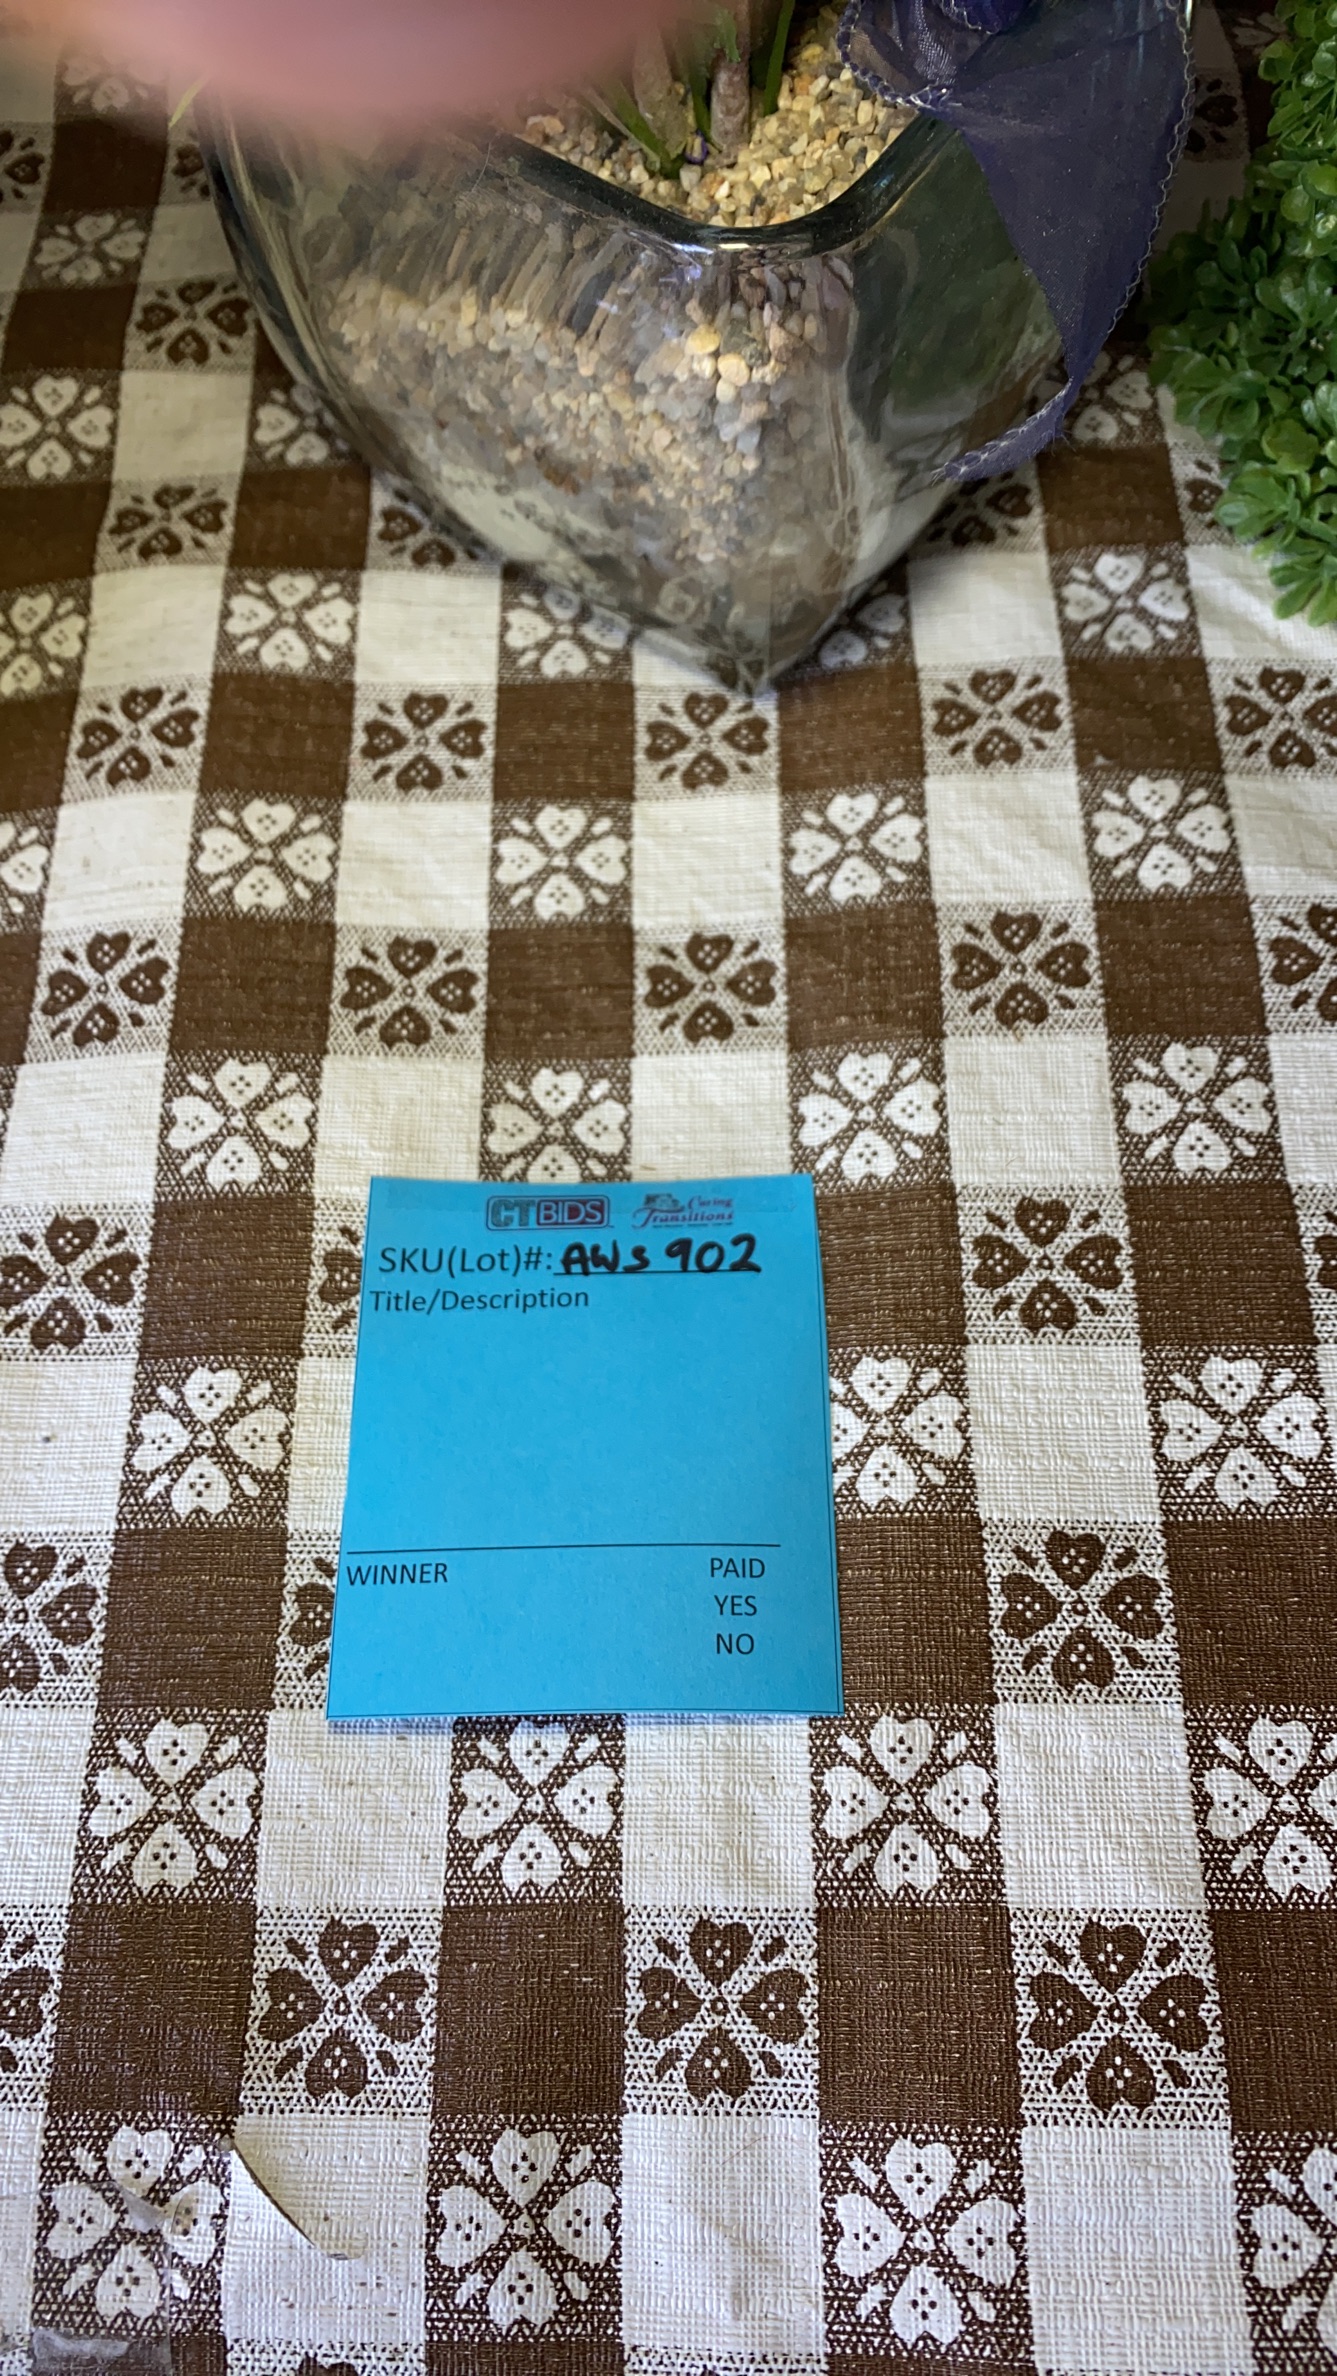 CTBIDS Caring Transitions
SKU(Lot)#: AWS 902
Title/Description
WINNER PAID
YES
NO